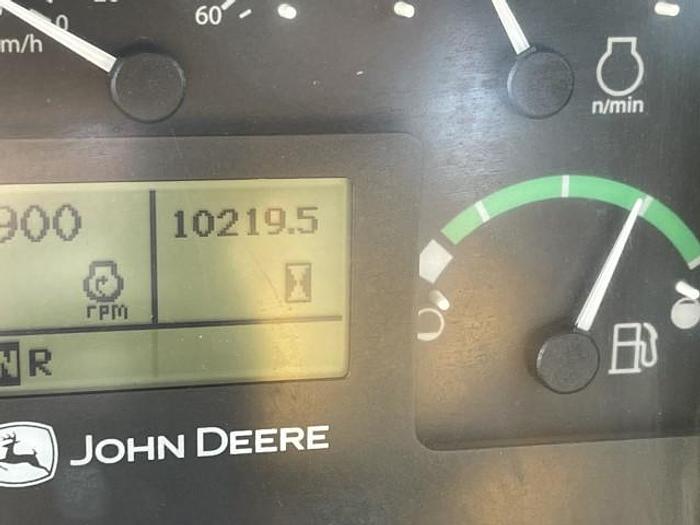 60
m/h
n/min
900
10219.5
rpm
N R
JOHN DEERE